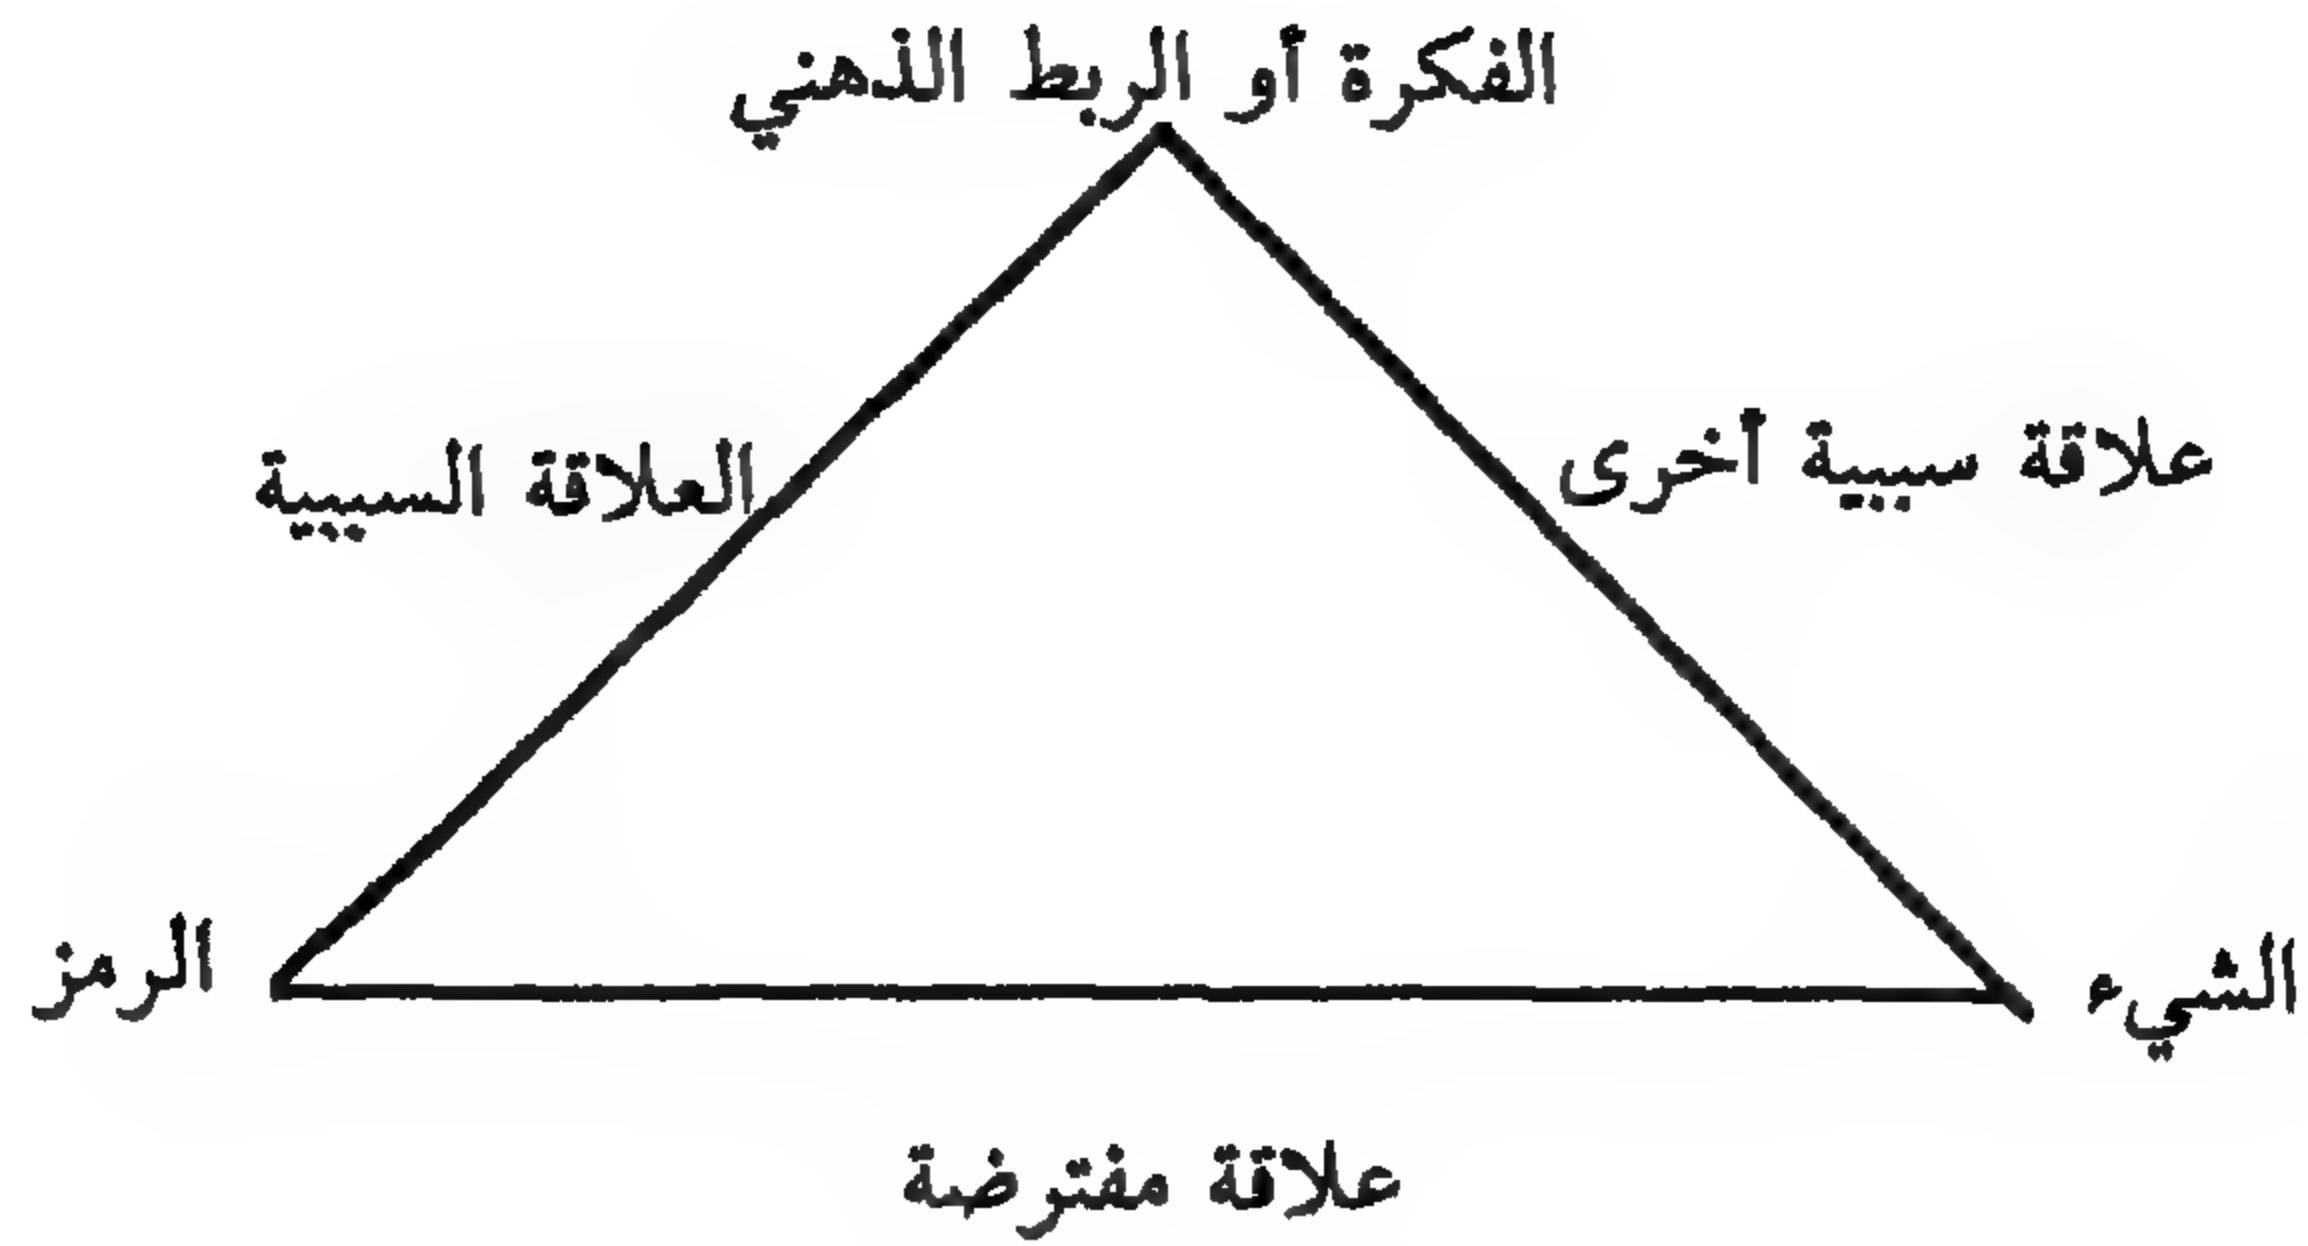 الفكرة أو الربط الذهني
علاقة سببية أخرى
العلاقة السببية
الشيء
الرمز
علاقة مفترضة